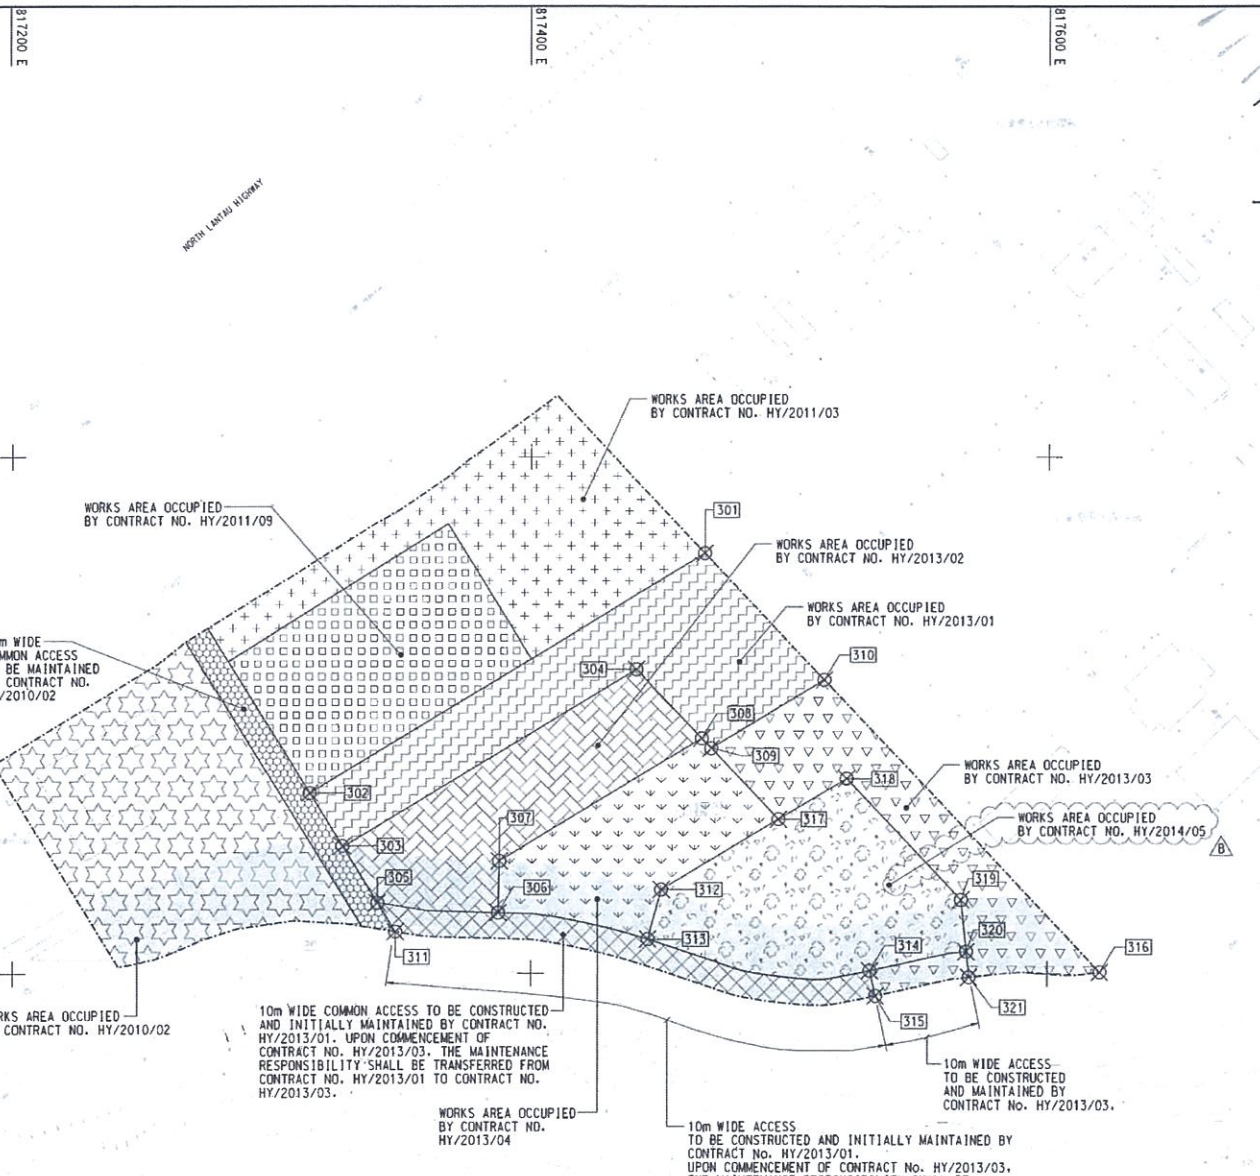 817200 E
817400 E
817600 E
NORTH LANTAU HIGHWAY
WORKS AREA OCCUPIED
BY CONTRACT NO. HY/2011/03
WORKS AREA OCCUPIED
BY CONTRACT NO. HY/2011/09
301
WORKS AREA OCCUPIED
BY CONTRACT NO. HY/2013/02
WORKS AREA OCCUPIED
BY CONTRACT NO. HY/2013/01
m WIDE
MMON ACCESS
BE MAINTAINED
CONTRACT NO.
/2010/02
304
310
308
309
302
318
WORKS AREA OCCUPIED
BY CONTRACT NO. HY/2013/03
WORKS AREA OCCUPIED
BY CONTRACT NO. HY/2014/05
B
307
317
303
305
306
312
319
313
320
314
316
311
321
315
RKS AREA OCCUPIED
CONTRACT NO. HY/2010/02
10m WIDE COMMON ACCESS TO BE CONSTRUCTED
AND INITIALLY MAINTAINED BY CONTRACT NO.
HY/2013/01. UPON COMMENCEMENT OF
CONTRACT NO. HY/2013/03. THE MAINTENANCE
RESPONSIBILITY SHALL BE TRANSFERRED FROM
CONTRACT NO. HY/2013/01 TO CONTRACT NO.
HY/2013/03.
10m WIDE ACCESS
TO BE CONSTRUCTED
AND MAINTAINED BY
CONTRACT No. HY/2013/03.
WORKS AREA OCCUPIED
BY CONTRACT NO.
HY/2013/04
10m WIDE ACCESS
TO BE CONSTRUCTED AND INITIALLY MAINTAINED BY
CONTRACT No. HY/2013/01.
UPON COMMENCEMENT OF CONTRACT No. HY/2013/03,